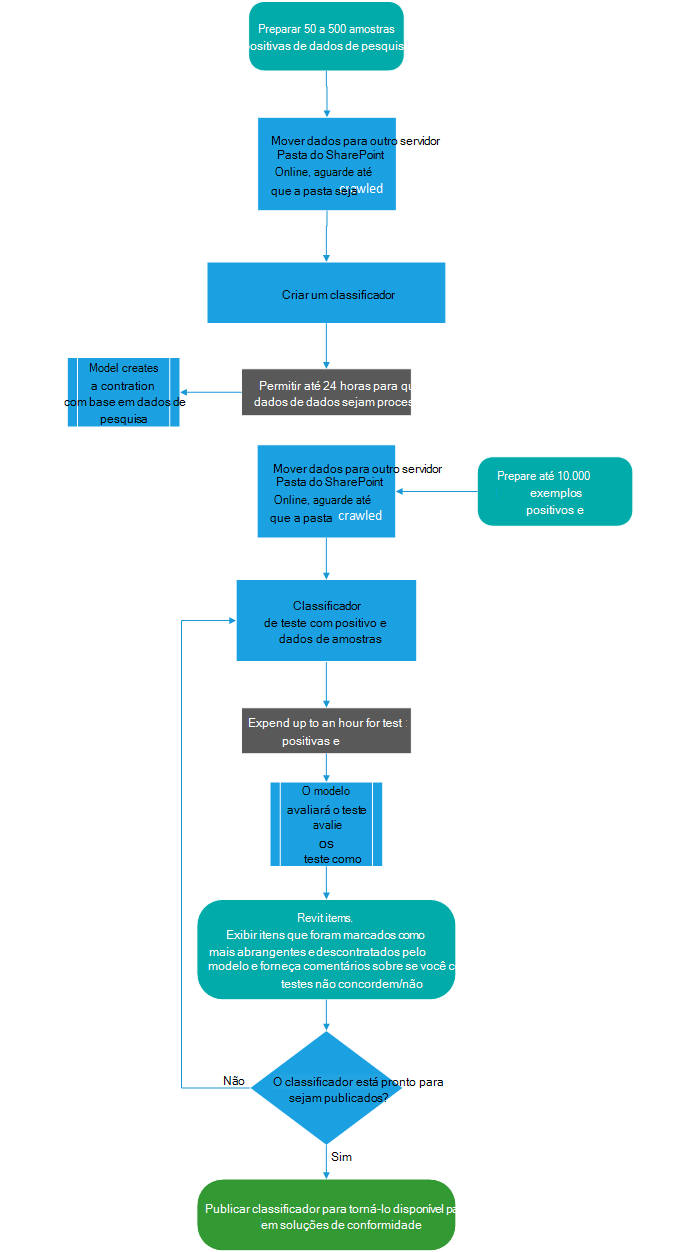 Preparar 50 a 500 amostras
ositivas de dados de pesquis
Mover dados para outro servidor
Pasta do SharePoint
Online, aguarde até
que a pasta seja crawled
Criar um classificador
Model creates
a contration
com base em dados de
pesquisa
Permitir até 24 horas para qu
dados de dados sejam proces
Mover dados para outro servidor
Pasta do SharePoint
Online, aguarde até
que a pasta crawled
Prepare até 10.000
exemplos
positivos e
Classificador
de teste com positivo e
dados de amostras
Expend up to an hour for test
positivas e
O modelo
avaliará o teste
avalie
os
teste como
Revit items.
Exibir itens que foram marcados como
mais abrangentes e descontratados pelo
modelo e forneça comentários sobre se você c
testes não concordem/não
Não
O classificador está pronto para
sejam publicados?
Sim
Publicar classificador para torná-lo disponível pa
em soluções de conformidade